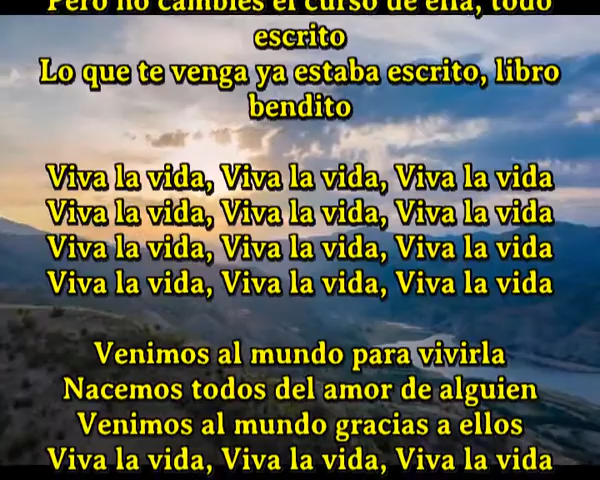 Pero no cambies el curso de ella, todo
escrito
Lo que te venga ya estaba escrito, libro
bendito
Viva la vida, Viva la vida, Viva la vida
Viva la vida, Viva la vida, Viva la vida
Viva la vida, Viva la vida, Viva la vida
Viva la vida, Viva la vida, Viva la vida
Venimos al mundo para vivirla
Nacemos todos del amor de alguien
Venimos al mundo gracias a ellos
Viva la vida, Viva la vida, Viva la vida